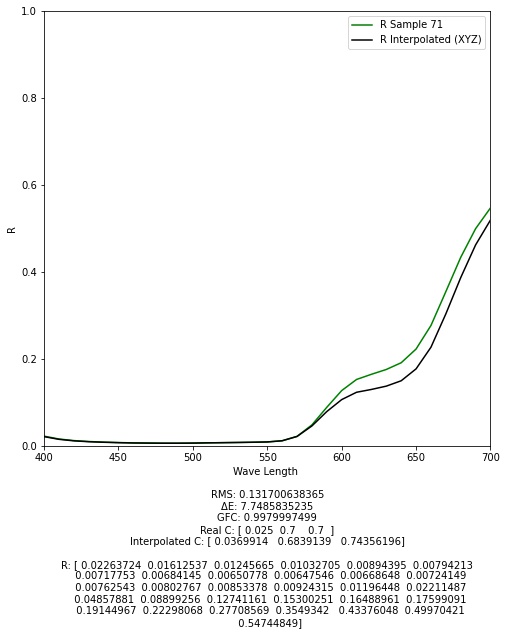 1.0
0.8
0.6
0.4
0.2
0.0
R
R Sample 71
R Interpolated (XYZ)
400 450 500 550 600 650 700
Wave Length
RMS: 0.131700638365
ΔE: 7.7485835235
GFC: 0.9979997499
Real C: [ 0.025 0.7 0.7 ]
Interpolated C: [ 0.0369914 0.6839139 0.74356196]
R: [ 0.02263724 0.01612537 0.01245665 0.01032705 0.00894395 0.00794213
0.00717753 0.00684145 0.00650778 0.00647546 0.00668648 0.00724149
0.00762543 0.00802767 0.00853378 0.00924315 0.01196448 0.02211487
0.04857881 0.08899256 0.12741161 0.15300251 0.16488961 0.17599091
0.19144967 0.22298068 0.27708569 0.3549342 0.43376048 0.49970421
0.54744849]